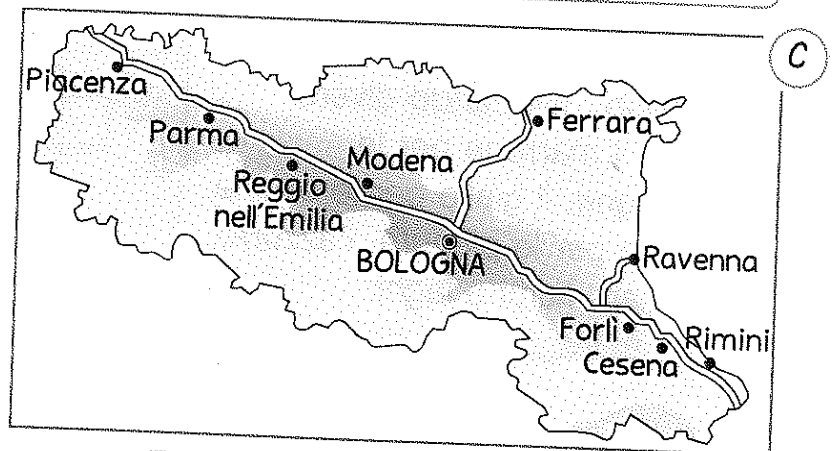 C
Piacenza
Parma
Reggio
nell'Emilia
Modena
BOLOGNA
Ferrara
Ravenna
Forlì
Cesena
Rimini